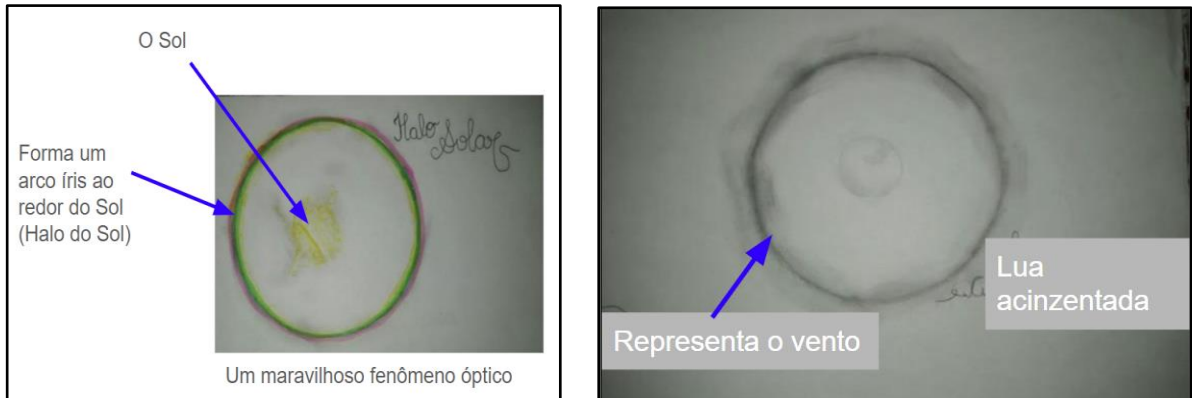 O Sol
Halo
Solar
Forma um
arco íris ao
redor do Sol
(Halo do Sol)
Um maravilhoso fenômeno óptico
Lua
acinzentada
Representa o vento